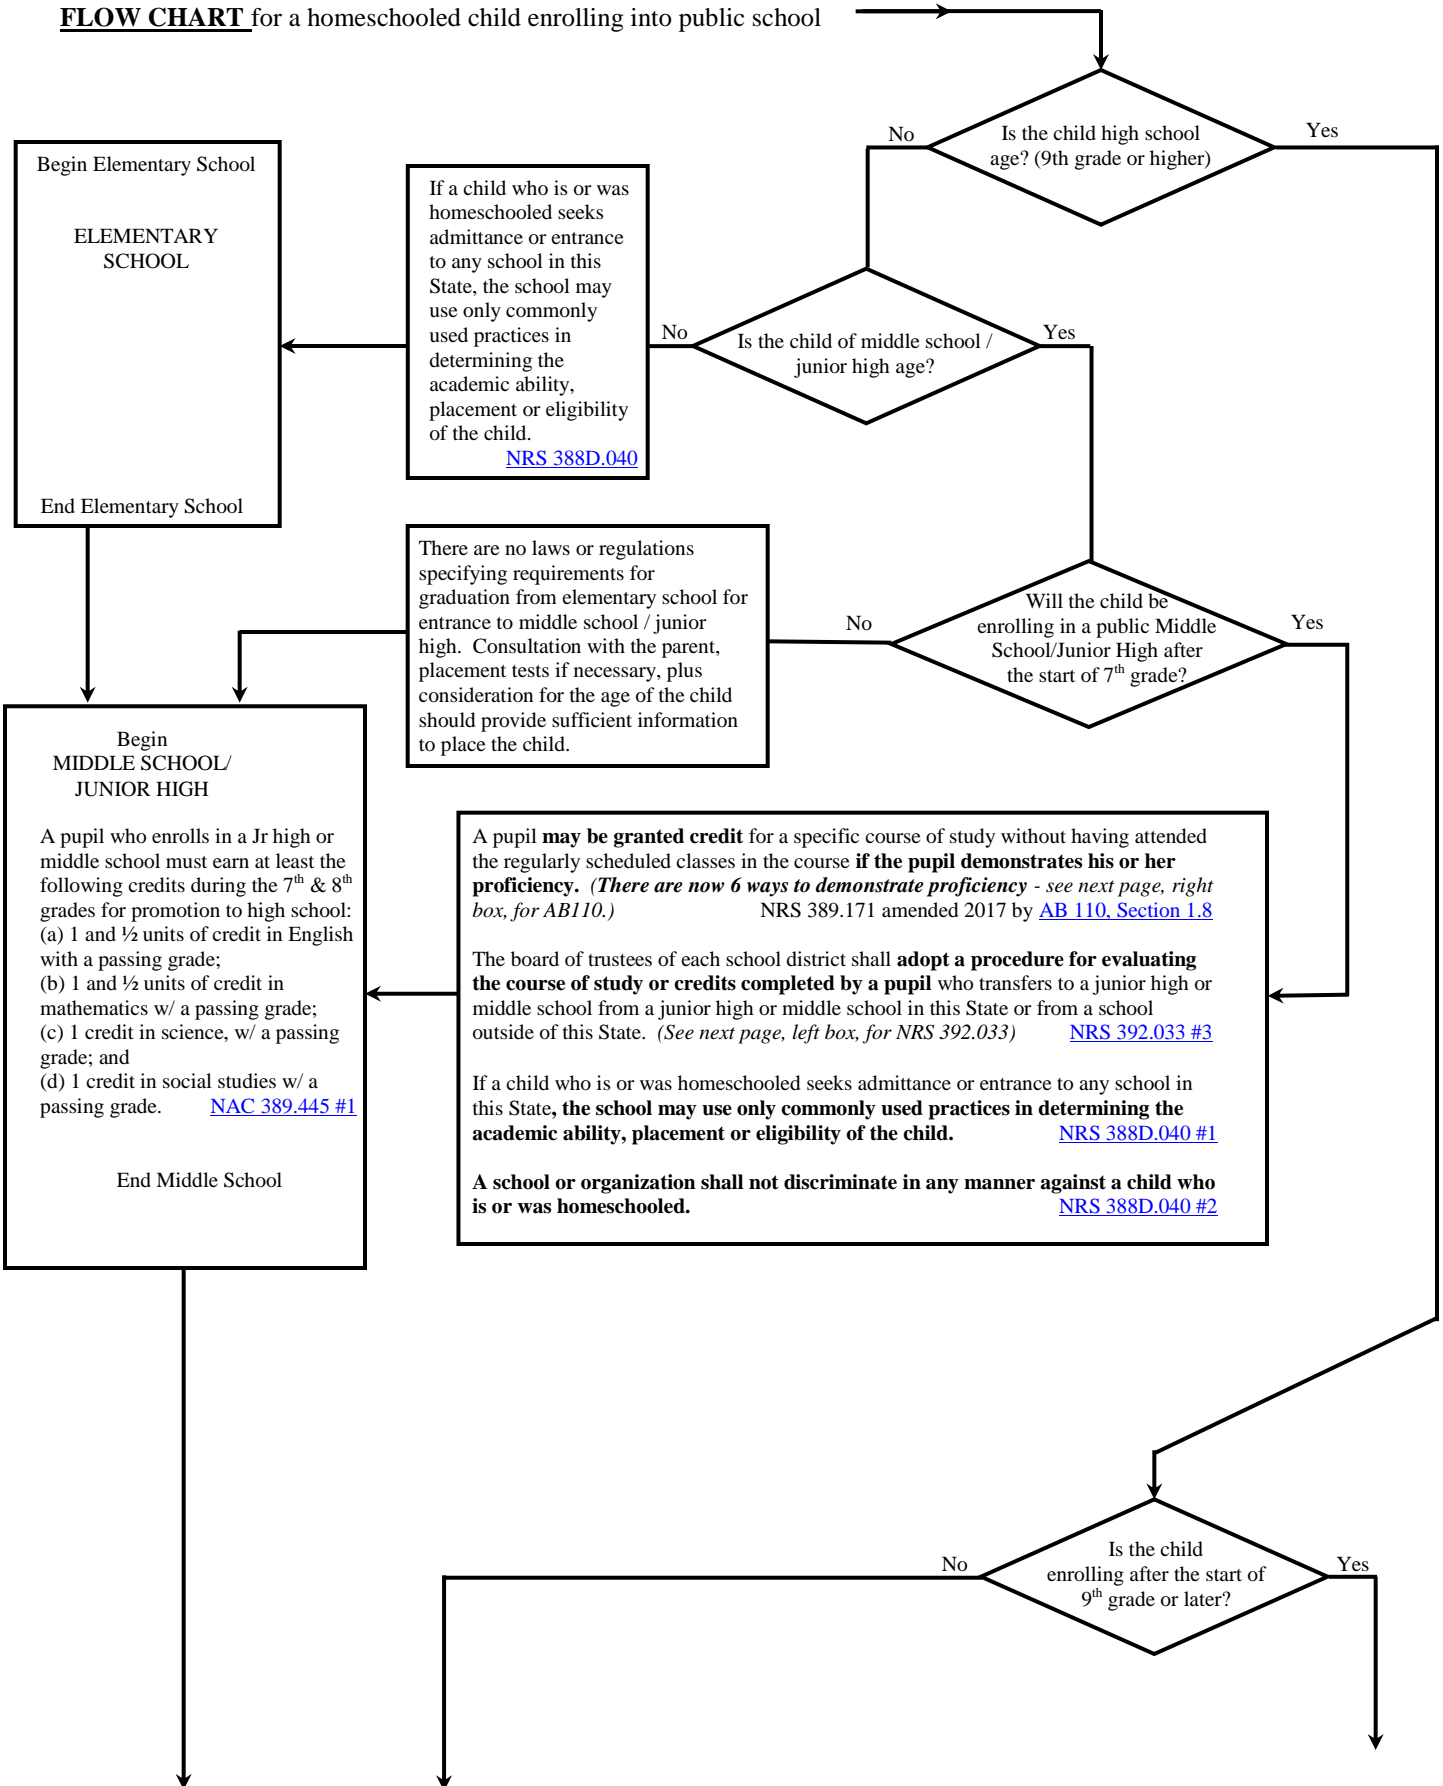 FLOW CHART for a homeschooled child enrolling into public school
Is the child high school
age? (9th grade or higher)
No
Yes
Begin Elementary School
ELEMENTARY
SCHOOL
End Elementary School
If a child who is or was
homeschooled seeks
admittance or entrance
to any school in this
State, the school may
use only commonly
used practices in
determining the
academic ability,
placement or eligibility
of the child.
NRS 388D.040
No
Is the child of middle school /
junior high age?
Yes
There are no laws or regulations
specifying requirements for
graduation from elementary school for
entrance to middle school / junior
high.  Consultation with the parent,
placement tests if necessary, plus
consideration for the age of the child
should provide sufficient information
to place the child.
No
Will the child be
enrolling in a public Middle
School/Junior High after
the start of 7th grade?
Yes
Begin
MIDDLE SCHOOL/
JUNIOR HIGH
A pupil who enrolls in a Jr high or
middle school must earn at least the
following credits during the 7th & 8th
grades for promotion to high school:
(a) 1 and ½ units of credit in English
with a passing grade;
(b) 1 and ½ units of credit in
mathematics w/ a passing grade;
(c) 1 credit in science, w/ a passing
grade; and
(d) 1 credit in social studies w/ a
passing grade. NAC 389.445 #1
End Middle School
A pupil may be granted credit for a specific course of study without having attended
the regularly scheduled classes in the course if the pupil demonstrates his or her
proficiency. (There are now 6 ways to demonstrate proficiency - see next page, right
box, for AB110.) NRS 389.171 amended 2017 by AB 110, Section 1.8
The board of trustees of each school district shall adopt a procedure for evaluating
the course of study or credits completed by a pupil who transfers to a junior high or
middle school from a junior high or middle school in this State or from a school
outside of this State. (See next page, left box, for NRS 392.033) NRS 392.033 #3
If a child who is or was homeschooled seeks admittance or entrance to any school in
this State, the school may use only commonly used practices in determining the
academic ability, placement or eligibility of the child. NRS 388D.040 #1
A school or organization shall not discriminate in any manner against a child who
is or was homeschooled. NRS 388D.040 #2
No
Is the child
enrolling after the start of
9th grade or later?
Yes